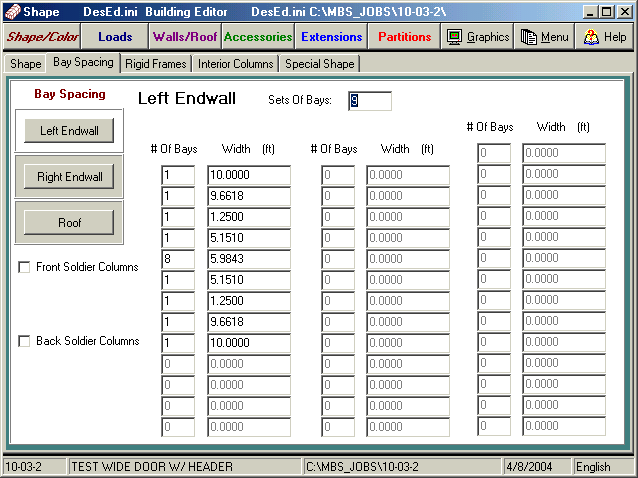 Shape DesEd.ini Building Editor DesEd.ini C:\MBS_JOBS\10-03-2\
Shape/Color Loads Walls/Roof Accessories Extensions Partitions Graphics Menu Help
Shape Bay Spacing Rigid Frames Interior Columns Special Shape
Bay Spacing
Left Endwall
Right Endwall
Roof
Front Soldier Columns
Back Soldier Columns
Left Endwall Sets Of Bays: 9
# Of Bays Width (ft)
1 10.0000
1 9.6618
1 1.2500
1 5.1510
8 5.9843
1 5.1510
1 1.2500
1 9.6618
1 10.0000
0 0.0000
0 0.0000
0 0.0000
0 0.0000
# Of Bays Width (ft)
0 0.0000
0 0.0000
0 0.0000
0 0.0000
0 0.0000
0 0.0000
0 0.0000
0 0.0000
0 0.0000
0 0.0000
0 0.0000
0 0.0000
0 0.0000
# Of Bays Width (ft)
0 0.0000
0 0.0000
0 0.0000
0 0.0000
0 0.0000
0 0.0000
0 0.0000
0 0.0000
0 0.0000
0 0.0000
0 0.0000
0 0.0000
0 0.0000
0 0.0000
10-03-2 TEST WIDE DOOR W/ HEADER C:\MBS_JOBS\10-03-2 4/8/2004 English